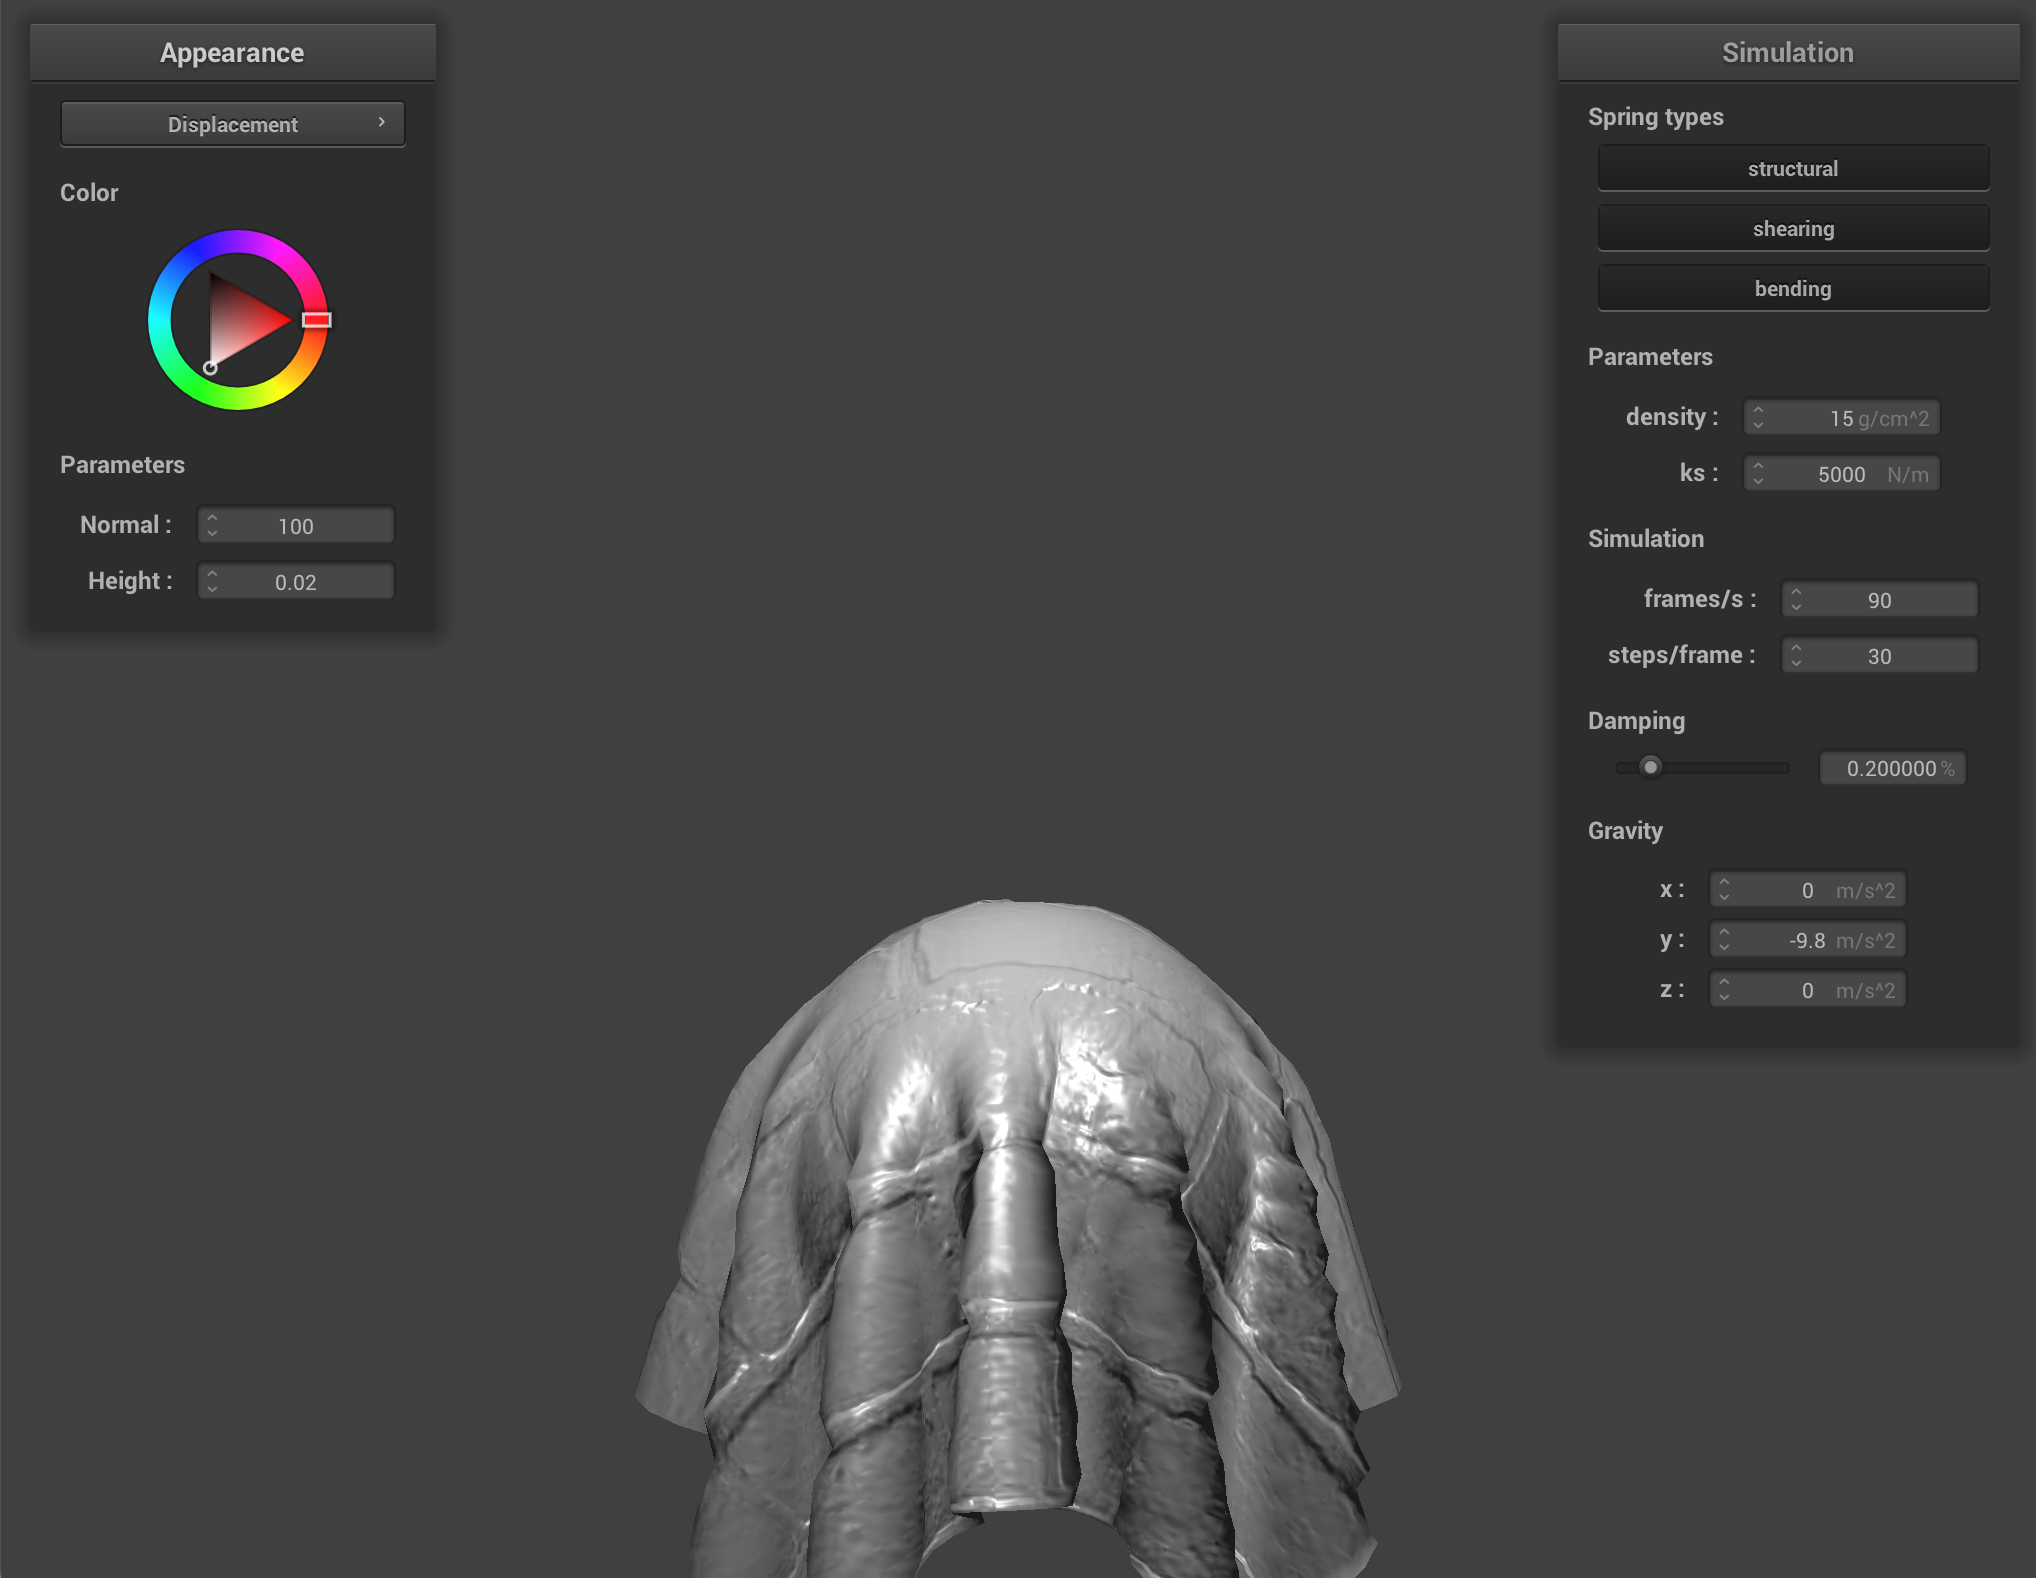 Appearance
Displacement
Color
Parameters
Normal : 100
Height : 0.02
Simulation
Spring types
structural
shearing
bending
Parameters
density : 15 g/cm^2
ks : 5000 N/m
Simulation
frames/s : 90
steps/frame : 30
Damping
0.200000 %
Gravity
x : 0 m/s^2
y : -9.8 m/s^2
z : 0 m/s^2